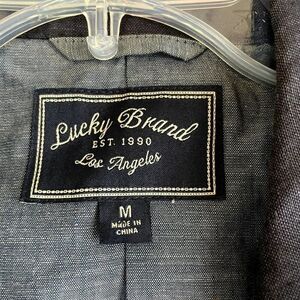 Lucky Brand
EST. 1990
Los Angeles
M
MADE IN
CHINA